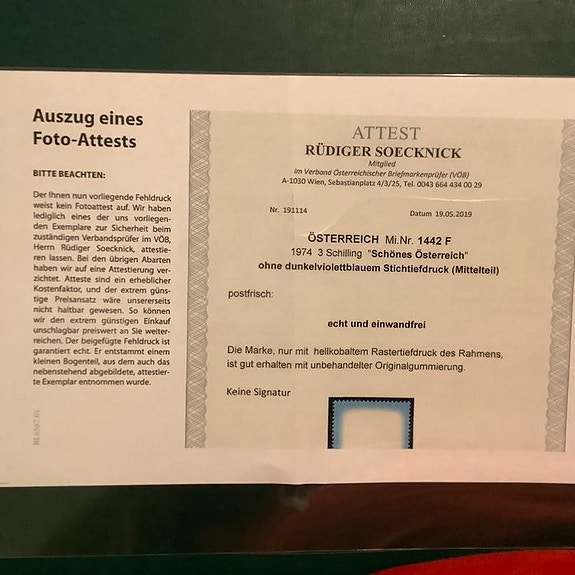 Auszug eines
Foto-Attests
BITTE BEACHTEN:
Der Ihnen nun vorliegende Fehldruck
weist kein Fotoattest auf. Wir haben
lediglich eines der uns vorliegen-
den Exemplare zur Sicherheit beim
zuständigen Verbandsprüfer im VÖB,
Herrn Rüdiger Soecknick, attestie-
ren lassen. Bei den übrigen Abarten
haben wir auf eine Attestierung ver-
zichtet. Atteste sind ein erheblicher
Kostenfaktor, und der extrem güns-
tige Preisansatz wäre unsererseits
nicht haltbar gewesen. So können
wir den extrem günstigen Einkauf
unschlagbar preiswert an Sie weiter-
reichen. Der beigefügte Fehldruck ist
garantiert echt. Er entstammt einem
kleinen Bogenteil, aus dem auch das
nebenstehend abgebildete, attestier-
te Exemplar entnommen wurde.
ATTEST
RÜDIGER SOECKNICK
Mitglied
im Verband Österreichischer Briefmarkenprüfer (VÖB)
A-1030 Wien, Sebastianplatz 4/3/25, Tel. 0043 664 434 00 29
Nr. 191114 Datum 19.05.2019
ÖSTERREICH Mi.Nr. 1442 F
1974 3 Schilling "Schönes Österreich"
ohne dunkelviolettblauem Stichtiefdruck (Mittelteil)
postfrisch:
echt und einwandfrei
Die Marke, nur mit hellkobaltem Rastertiefdruck des Rahmens,
ist gut erhalten mit unbehandelter Originalgummierung.
Keine Signatur